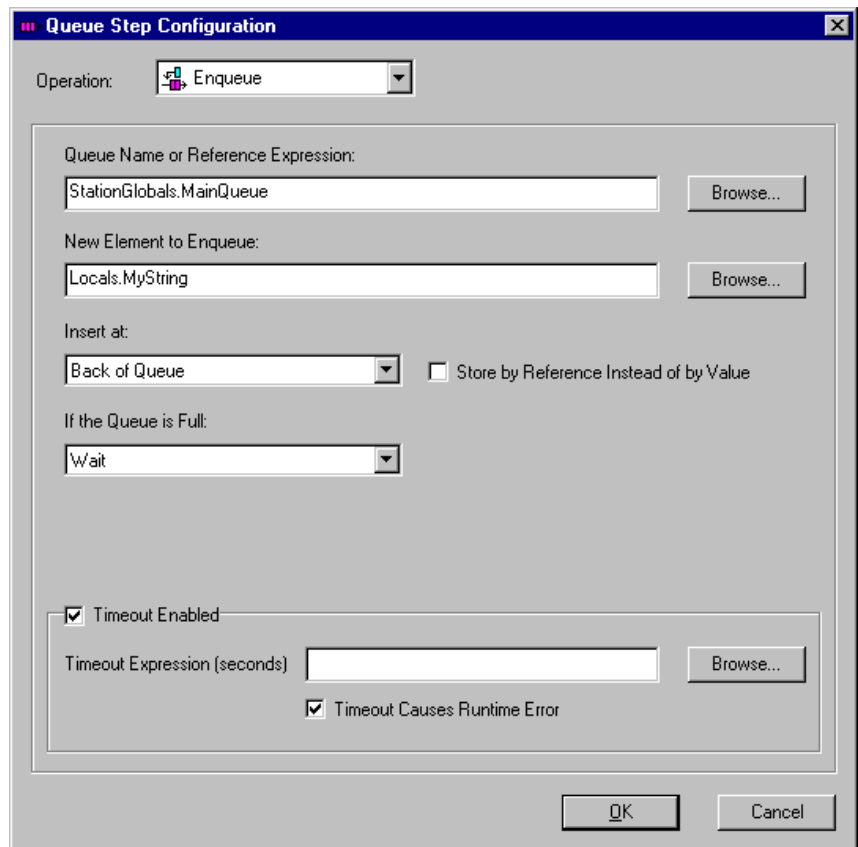 Queue Step Configuration
Operation: Enqueue
Queue Name or Reference Expression:
StationGlobals.MainQueue Browse...
New Element to Enqueue:
Locals.MyString Browse...
Insert at:
Back of Queue Store by Reference Instead of by Value
If the Queue is Full:
Wait
Timeout Enabled
Timeout Expression (seconds) Browse...
Timeout Causes Runtime Error
OK Cancel